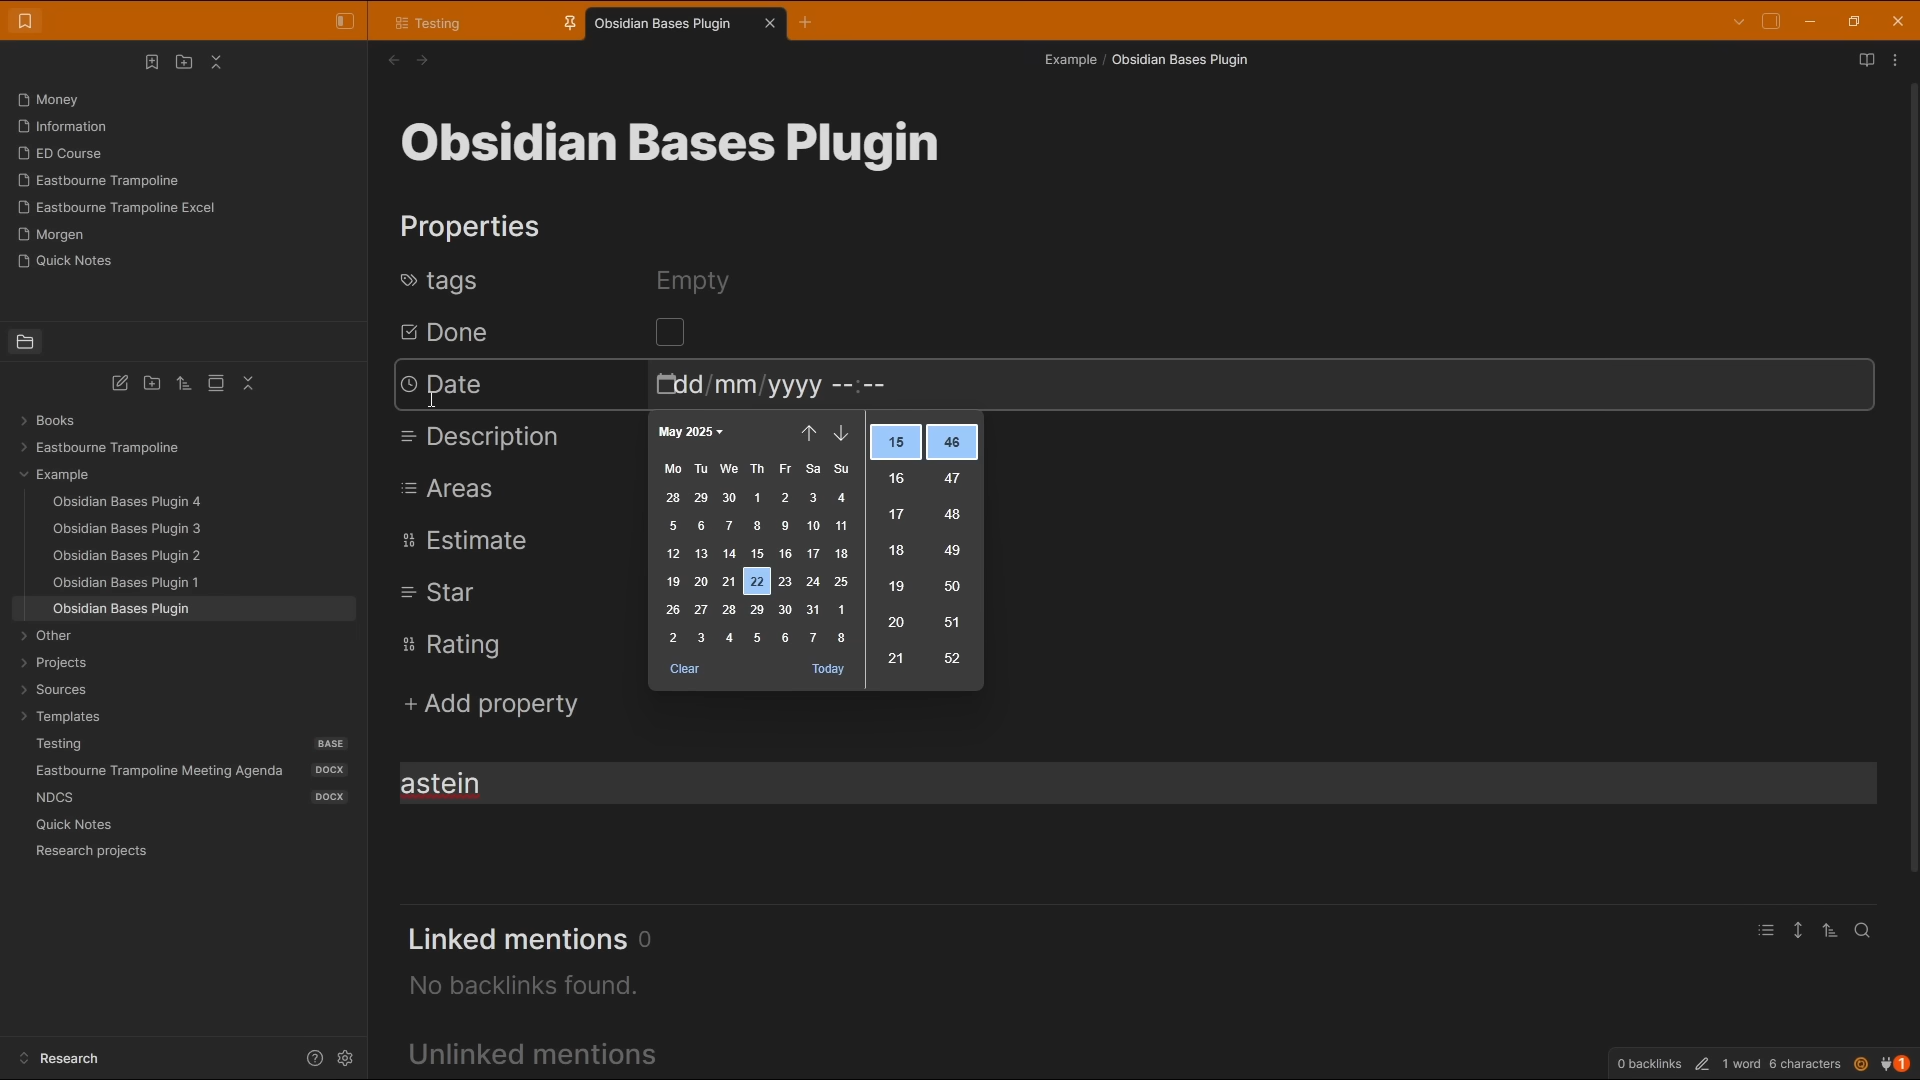 Testing
Obsidian Bases Plugin
Example / Obsidian Bases Plugin
Money
Information
ED Course
Eastbourne Trampoline
Eastbourne Trampoline Excel
Morgen
Quick Notes
Books
Eastbourne Trampoline
Example
Obsidian Bases Plugin 4
Obsidian Bases Plugin 3
Obsidian Bases Plugin 2
Obsidian Bases Plugin 1
Obsidian Bases Plugin
Other
Projects
Sources
Templates
Testing BASE
Eastbourne Trampoline Meeting Agenda DOCX
NDCS DOCX
Quick Notes
Research projects
Research
Obsidian Bases Plugin
Properties
tags Empty
Done
Date dd/mm/yyyy --:--
Description
Areas
Estimate
Star
Rating
+ Add property
May 2025
Mo Tu We Th Fr Sa Su
28 29 30 1 2 3 4
5 6 7 8 9 10 11
12 13 14 15 16 17 18
19 20 21 22 23 24 25
26 27 28 29 30 31 1
2 3 4 5 6 7 8
Clear Today
15 46
16 47
17 48
18 49
19 50
20 51
21 52
astein
Linked mentions 0
No backlinks found.
Unlinked mentions
0 backlinks 1 word 6 characters 1